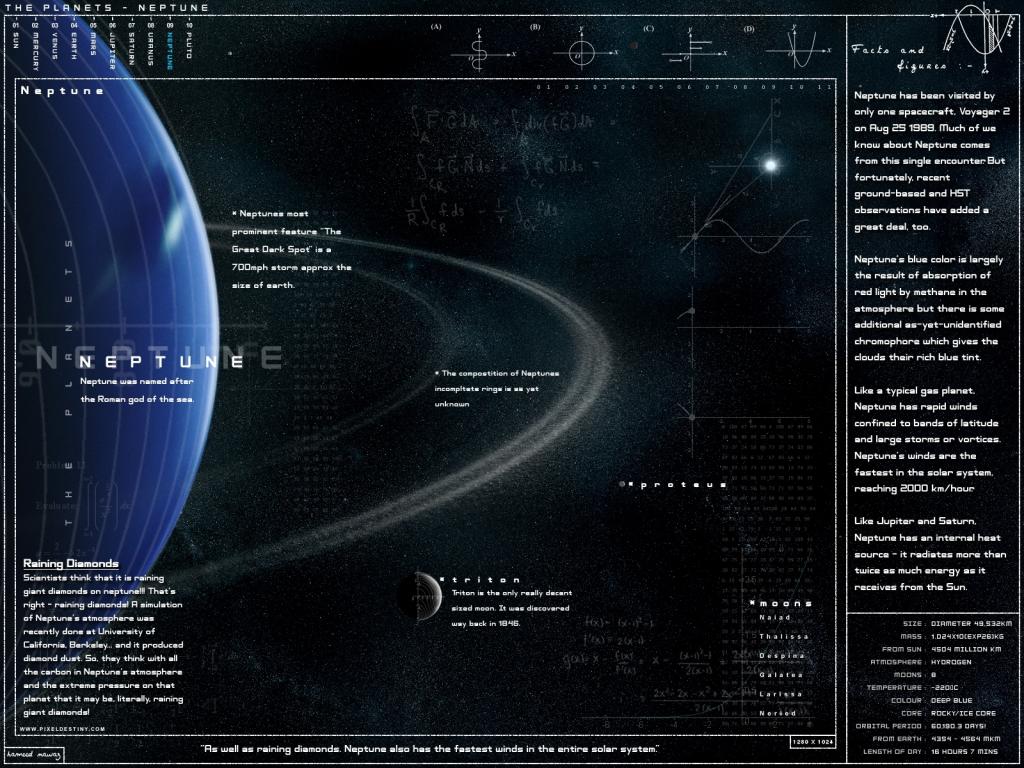 THE PLANETS - NEPTUNE
01 SUN
02 MERCURY
03 VENUS
04 EARTH
05 MARS
06 JUPITER
07 SATURN
08 URANUS
09 NEPTUNE
10 PLUTO
(A)
(B)
(C)
(D)
Facts and
figures :-
Neptune
01 02 03 04 05 06 07 08 09 10 11
* Neptunes most
prominent feature "The
Great Dark Spot" is a
700mph storm approx the
size of earth.
THE PLANETS
NEPTUNE
Neptune was named after
the Roman god of the sea.
* The compostition of Neptunes
incompltete rings is as yet
unknown
*proteus
*triton
Triton is the only really decent
sized moon. It was discovered
way back in 1846.
*moons
Naiad
Thalissa
Despina
Galatea
Larissa
Nereed
Raining Diamonds
Scientists think that it is raining
giant diamonds on neptune!!! That's
right - raining diamonds! A simulation
of Neptune's atmosphere was
recently done at University of
California, Berkeley.. and it produced
diamond dust. So, they think with all
the carbon in Neptune's atmosphere
and the extreme pressure on that
planet that it may be, literally, raining
giant diamonds!
WWW.PIXELDESTINY.COM
hameed nawaz
"As well as raining diamonds. Neptune also has the fastest winds in the entire solar system."
1280 X 1024
Neptune has been visited by
only one spacecraft, Voyager 2
on Aug 25 1989. Much of we
know about Neptune comes
from this single encounter.But
fortunately, recent
ground-based and HST
observations have added a
great deal, too.
Neptune's blue color is largely
the result of absorption of
red light by methane in the
atmosphere but there is some
additional as-yet-unidentified
chromophore which gives the
clouds their rich blue tint.
Like a typical gas planet,
Neptune has rapid winds
confined to bands of latitude
and large storms or vortices.
Neptune's winds are the
fastest in the solar system,
reaching 2000 km/hour
Like Jupiter and Saturn,
Neptune has an internal heat
source - it radiates more than
twice as much energy as it
receives from the Sun.
SIZE : DIAMETER 49,532KM
MASS : 1.024X10(EXP26)KG
FROM SUN : 4504 MILLION KM
ATMOSPHERE : HYDROGEN
MOONS : 8
TEMPERATURE : -220()C
COLOUR : DEEP BLUE
CORE : ROCKY/ICE CORE
ORBITAL PERIOD : 60,190.3 DAYS!
FROM EARTH : 4354 - 4564 MKM
LENGTH OF DAY : 16 HOURS 7 MINS